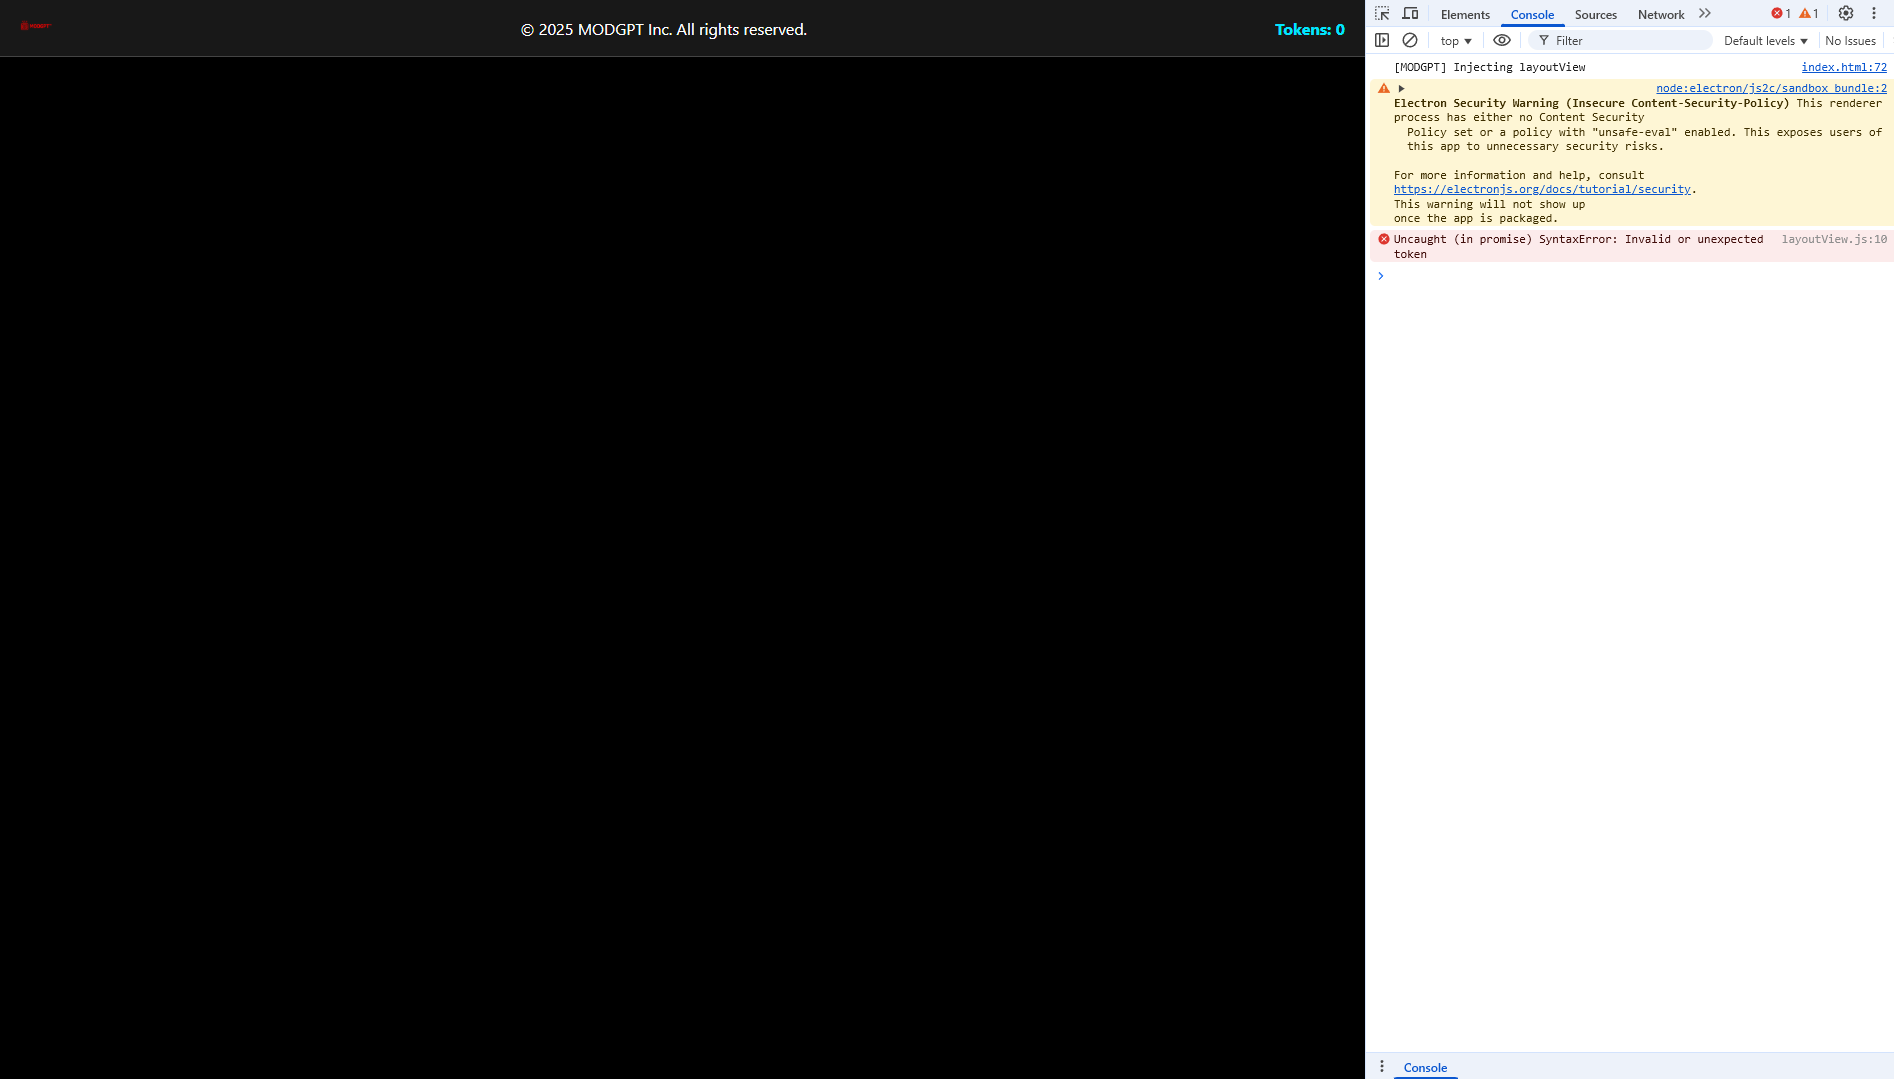 MODGPT
© 2025 MODGPT Inc. All rights reserved.
Tokens: 0
Elements
Console
Sources
Network
1
1
top
Filter
Default levels
No Issues
[MODGPT] Injecting layoutView
index.html:72
node:electron/js2c/sandbox_bundle:2
Electron Security Warning (Insecure Content-Security-Policy) This renderer
process has either no Content Security
Policy set or a policy with "unsafe-eval" enabled. This exposes users of
this app to unnecessary security risks.
For more information and help, consult
https://electronjs.org/docs/tutorial/security.
This warning will not show up
once the app is packaged.
Uncaught (in promise) SyntaxError: Invalid or unexpected
token
layoutView.js:10
Console